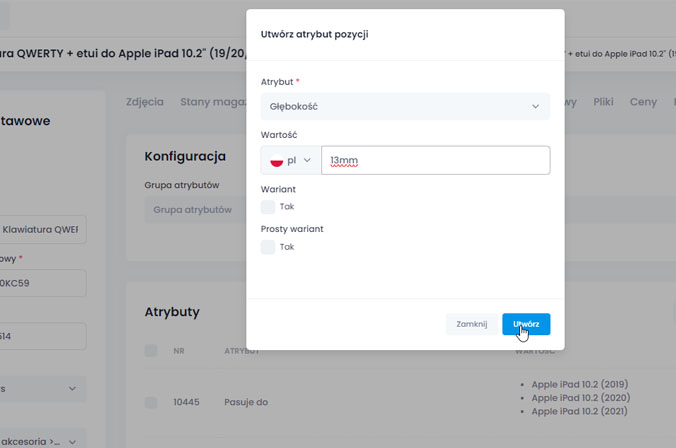 Utwórz atrybut pozycji
ura QWERTY + etui do Apple iPad 10.2" (19/20/
+ etui do Apple iPad 10.2" (19
Atrybut *
Głębokość
Zdjęcia Stany maga
wy Pliki Ceny
tawowe
Wartość
pl 13mm
Konfiguracja
Grupa atrybutów
Grupa atrybutów
Wariant
Tak
Klawiatura QWEF
Prosty wariant
Tak
owy *
0KC59
Atrybuty
Zamknij Utwórz
514
NR ATRYBUT WARTOŚĆ
s
10445 Pasuje do
Apple iPad 10.2 (2019)
Apple iPad 10.2 (2020)
Apple iPad 10.2 (2021)
akcesoria >...